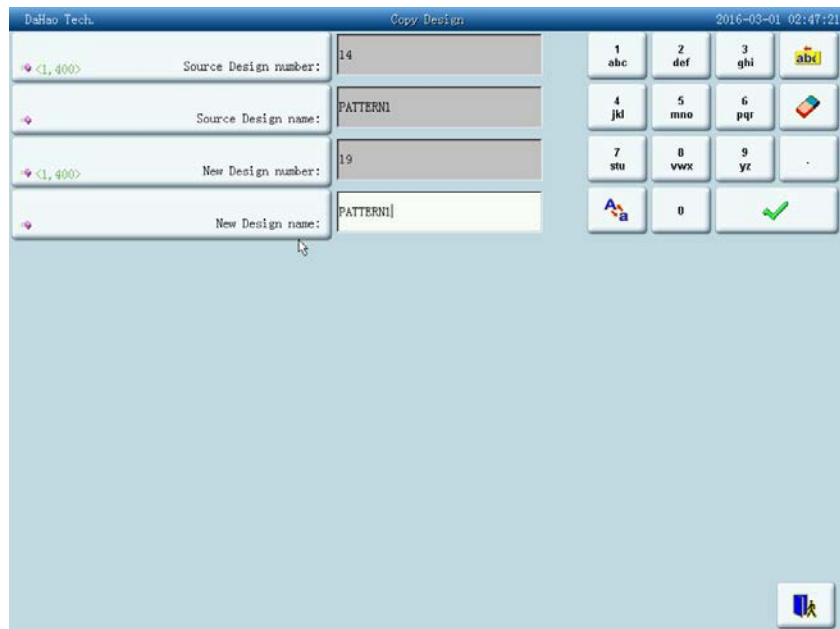 DaHao Tech. Copy Design 2016-03-01 02:47:21
<1,400> Source Design number: 14
Source Design name: PATTERN1
<1,400> New Design number: 19
New Design name: PATTERN1
1 2 3
abc def ghi abc
4 5 6
jkl mno pqr
7 8 9
stu vwx yz .
Aa 0